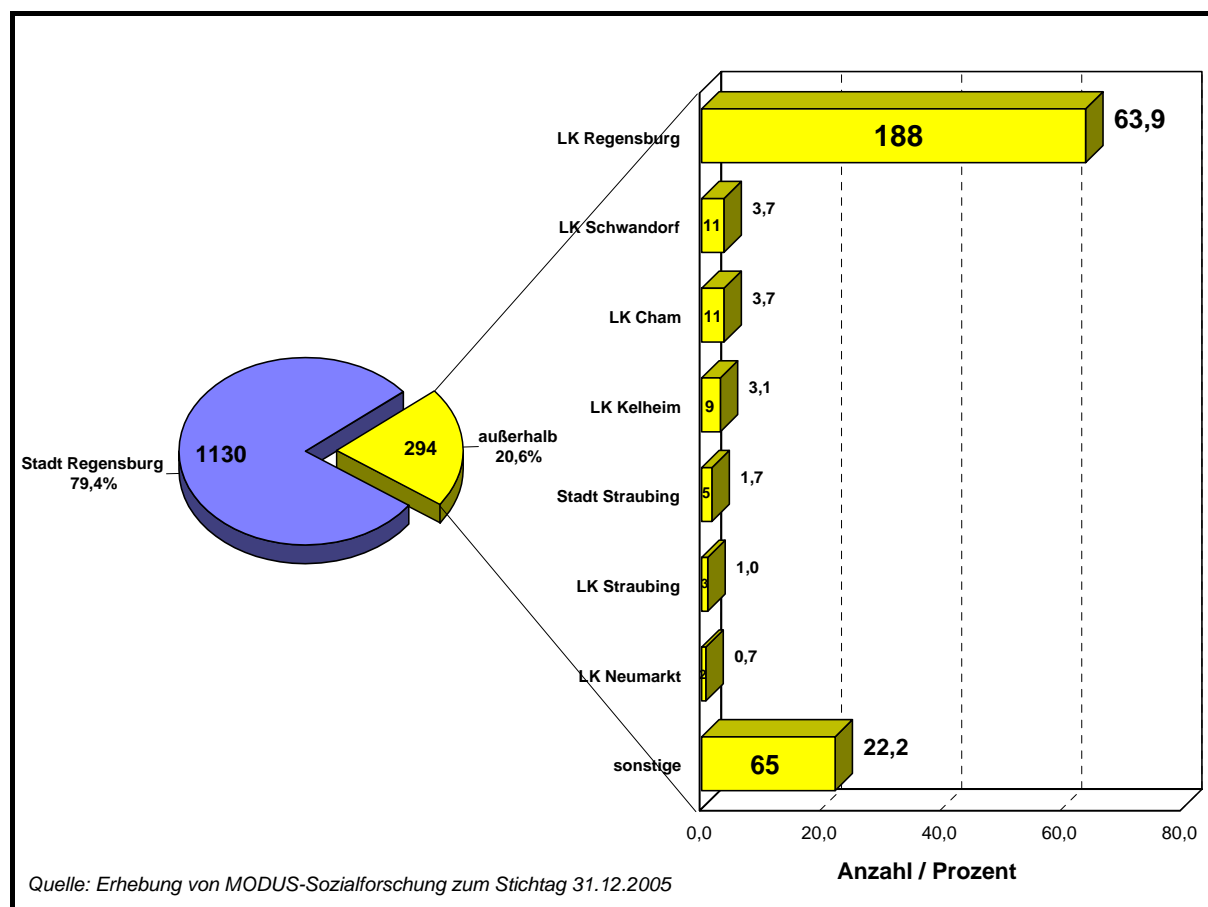 Stadt Regensburg
79,4%
1130
294
außerhalb
20,6%
LK Regensburg
188
63,9
LK Schwandorf
11
3,7
LK Cham
11
3,7
LK Kelheim
9
3,1
Stadt Straubing
5
1,7
LK Straubing
3
1,0
LK Neumarkt
2
0,7
sonstige
65
22,2
0,0 20,0 40,0 60,0 80,0
Anzahl / Prozent
Quelle: Erhebung von MODUS-Sozialforschung zum Stichtag 31.12.2005